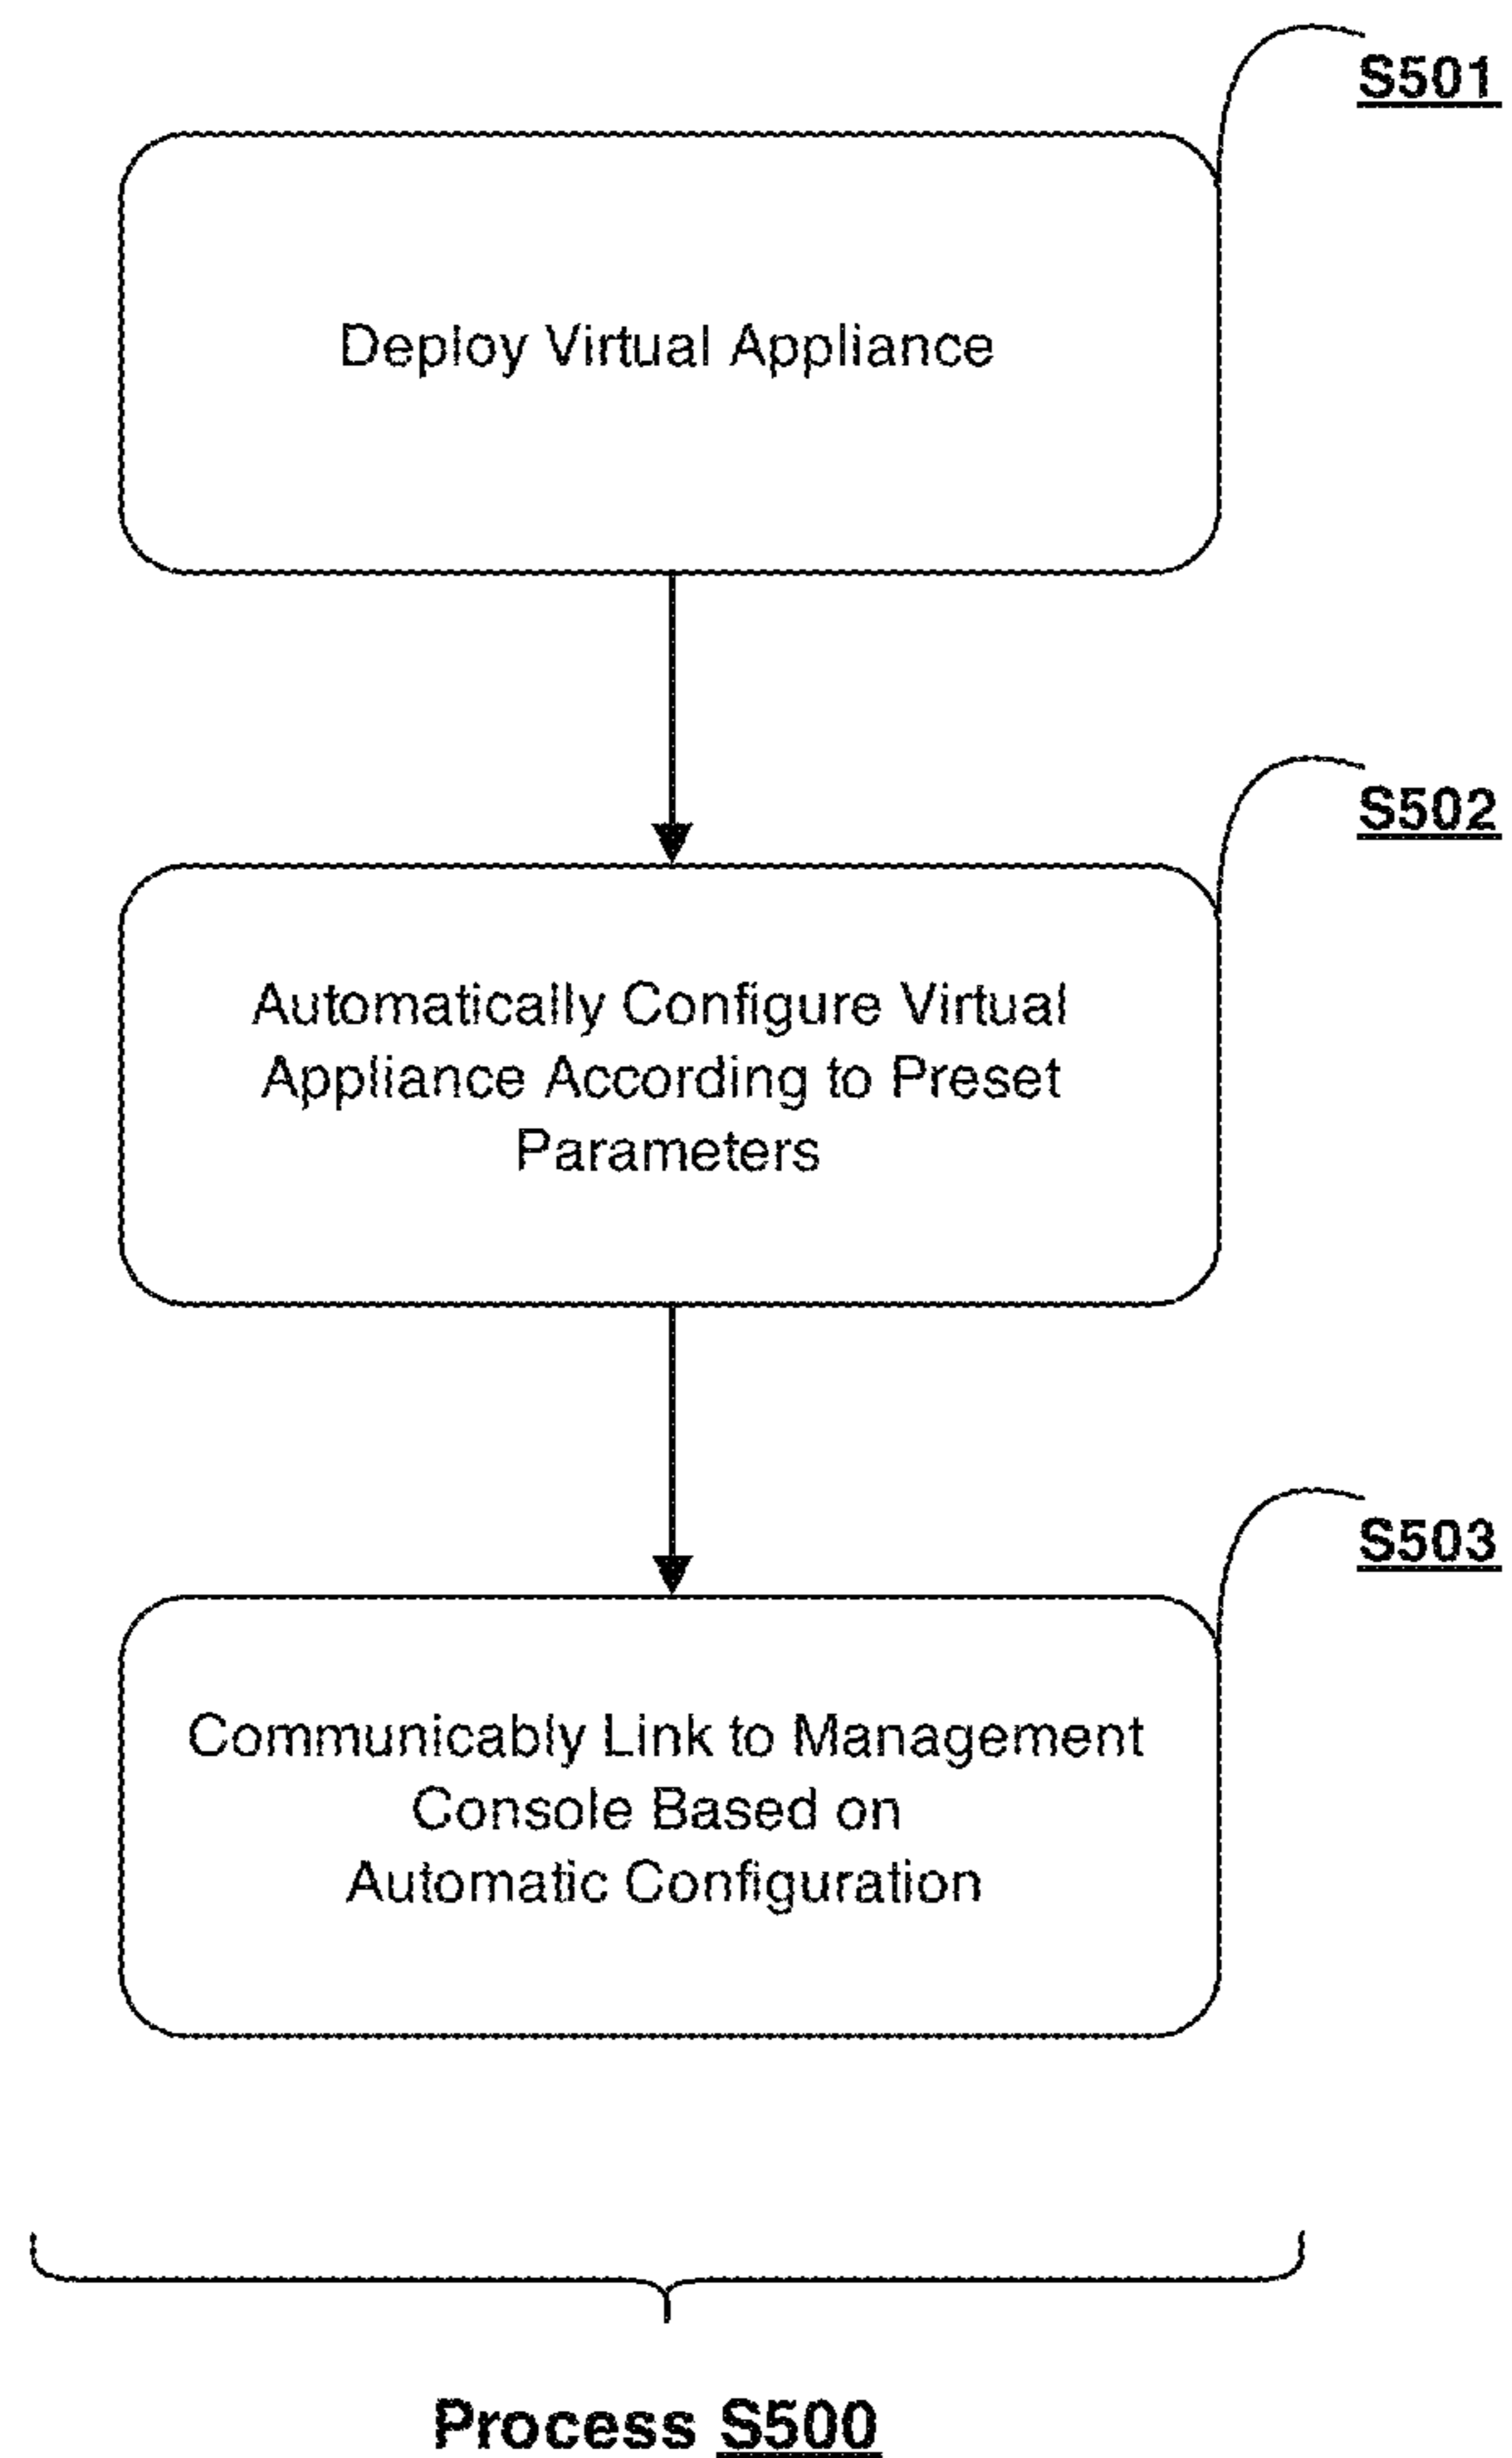 S501
Deploy Virtual Appliance
S502
Automatically Configure Virtual
Appliance According to Preset
Parameters
S503
Communicably Link to Management
Console Based on
Automatic Configuration
Process S500